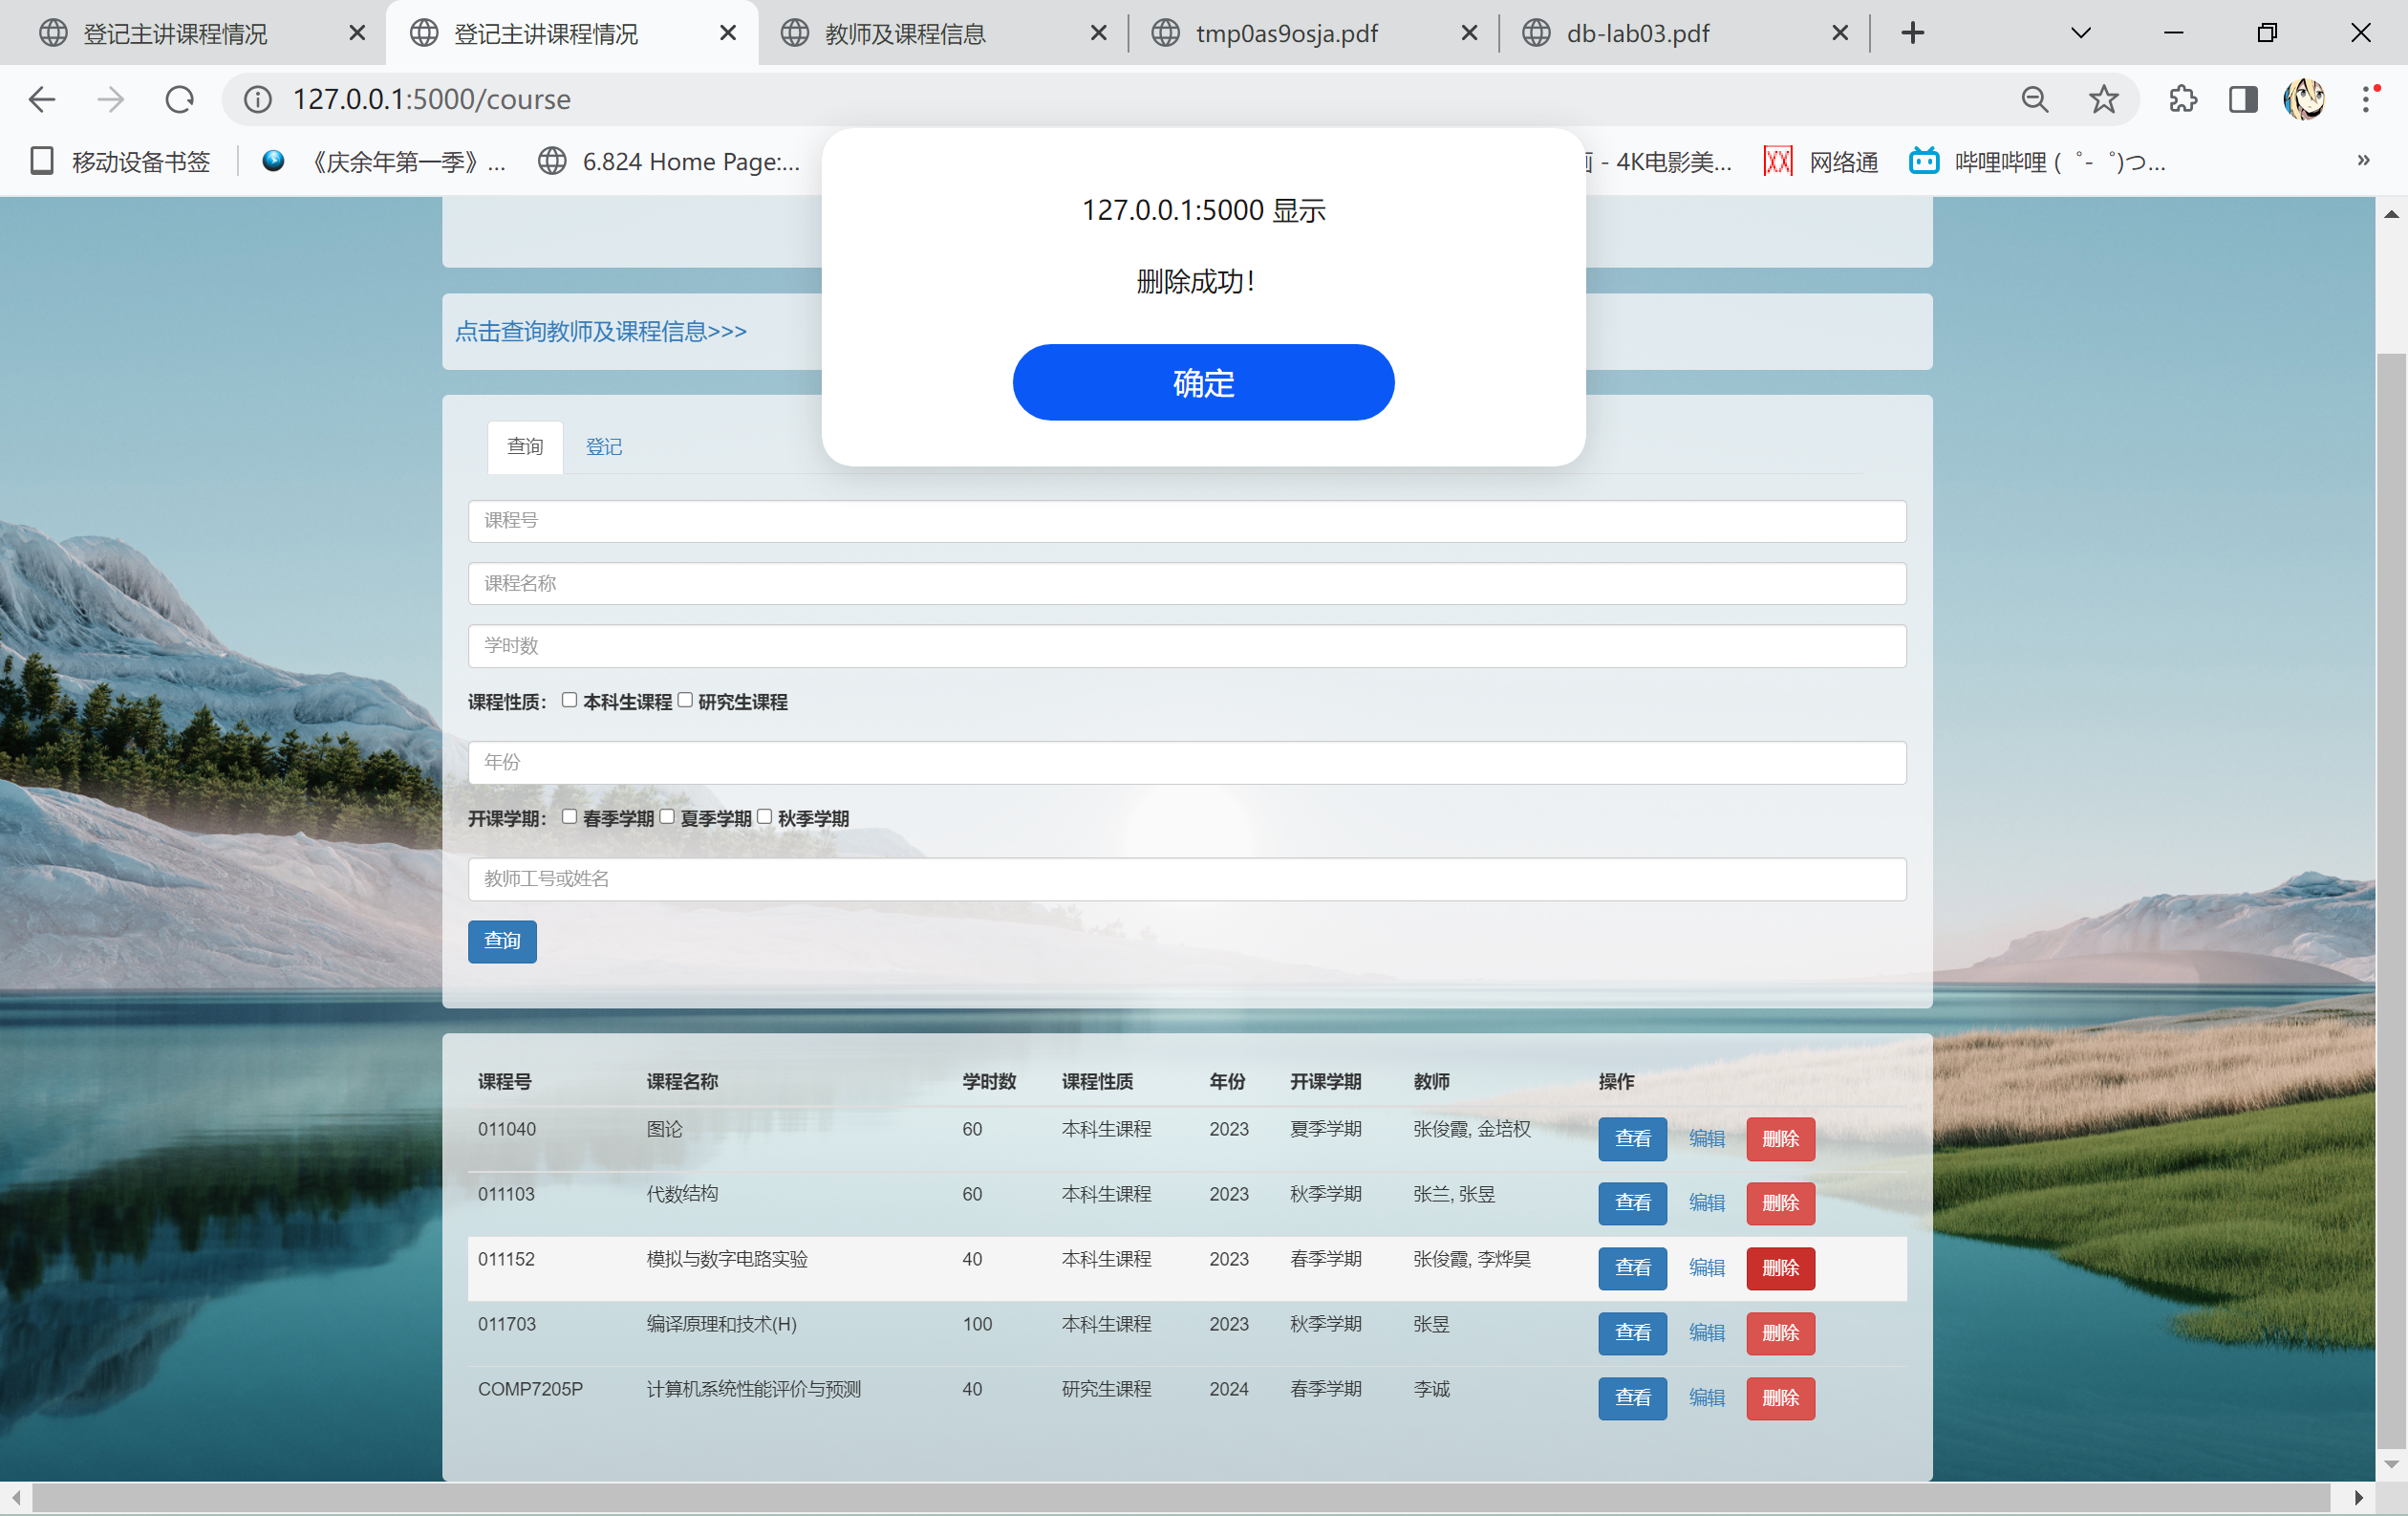 登记主讲课程情况 登记主讲课程情况 教师及课程信息 tmp0as9osja.pdf db-lab03.pdf
127.0.0.1:5000/course
移动设备书签 《庆余年第一季》... 6.824 Home Page:... - 4K电影美... 网络通 哔哩哔哩 (゜-゜)つ... »
127.0.0.1:5000 显示
删除成功!
确定
点击查询教师及课程信息>>>
查询 登记
课程号
课程名称
学时数
课程性质: 本科生课程 研究生课程
年份
开课学期: 春季学期 夏季学期 秋季学期
教师工号或姓名
查询
课程号 课程名称 学时数 课程性质 年份 开课学期 教师 操作
011040 图论 60 本科生课程 2023 夏季学期 张俊霞, 金培权 查看 编辑 删除
011103 代数结构 60 本科生课程 2023 秋季学期 张兰, 张昱 查看 编辑 删除
011152 模拟与数字电路实验 40 本科生课程 2023 春季学期 张俊霞, 李烨昊 查看 编辑 删除
011703 编译原理和技术(H) 100 本科生课程 2023 秋季学期 张昱 查看 编辑 删除
COMP7205P 计算机系统性能评价与预测 40 研究生课程 2024 春季学期 李诚 查看 编辑 删除